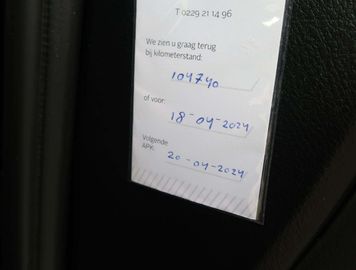 T 0229 21 14 96
We zien u graag terug
bij kilometerstand:
104740
of voor:
18-04-2024
Volgende
APK:
20-04-2024